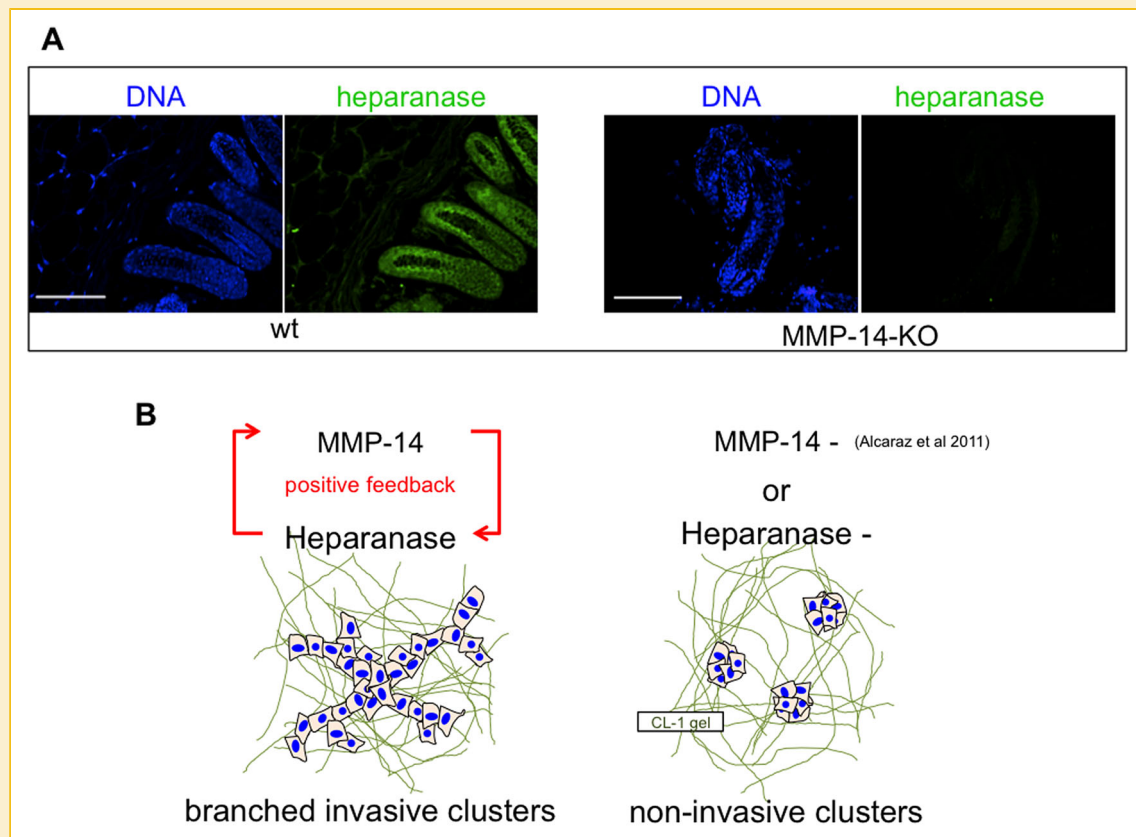 A
DNA heparanase DNA heparanase
wt MMP-14-KO
B
MMP-14
positive feedback
Heparanase
branched invasive clusters
MMP-14 - (Alcaraz et al 2011)
or
Heparanase -
CL-1 gel
non-invasive clusters